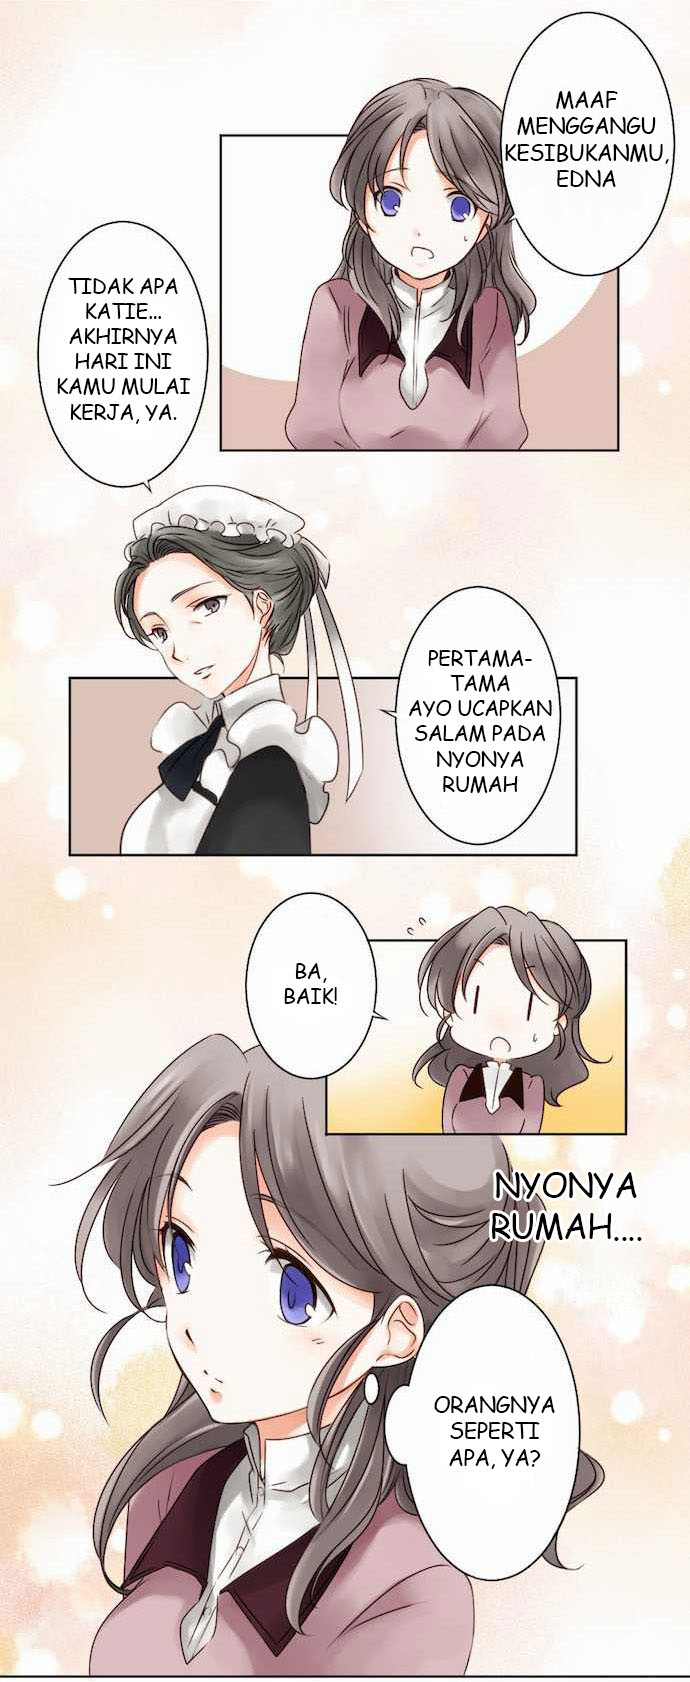 MAAF
MENGGANGU
KESIBUKANMU,
EDNA
TIDAK APA
KATIE...
AKHIRNYA
HARI INI
KAMU MULAI
KERJA, YA.
PERTAMA-
TAMA
AYO UCAPKAN
SALAM PADA
NYONYA
RUMAH
BA,
BAIK!
NYONYA
RUMAH....
ORANGNYA
SEPERTI
APA, YA?